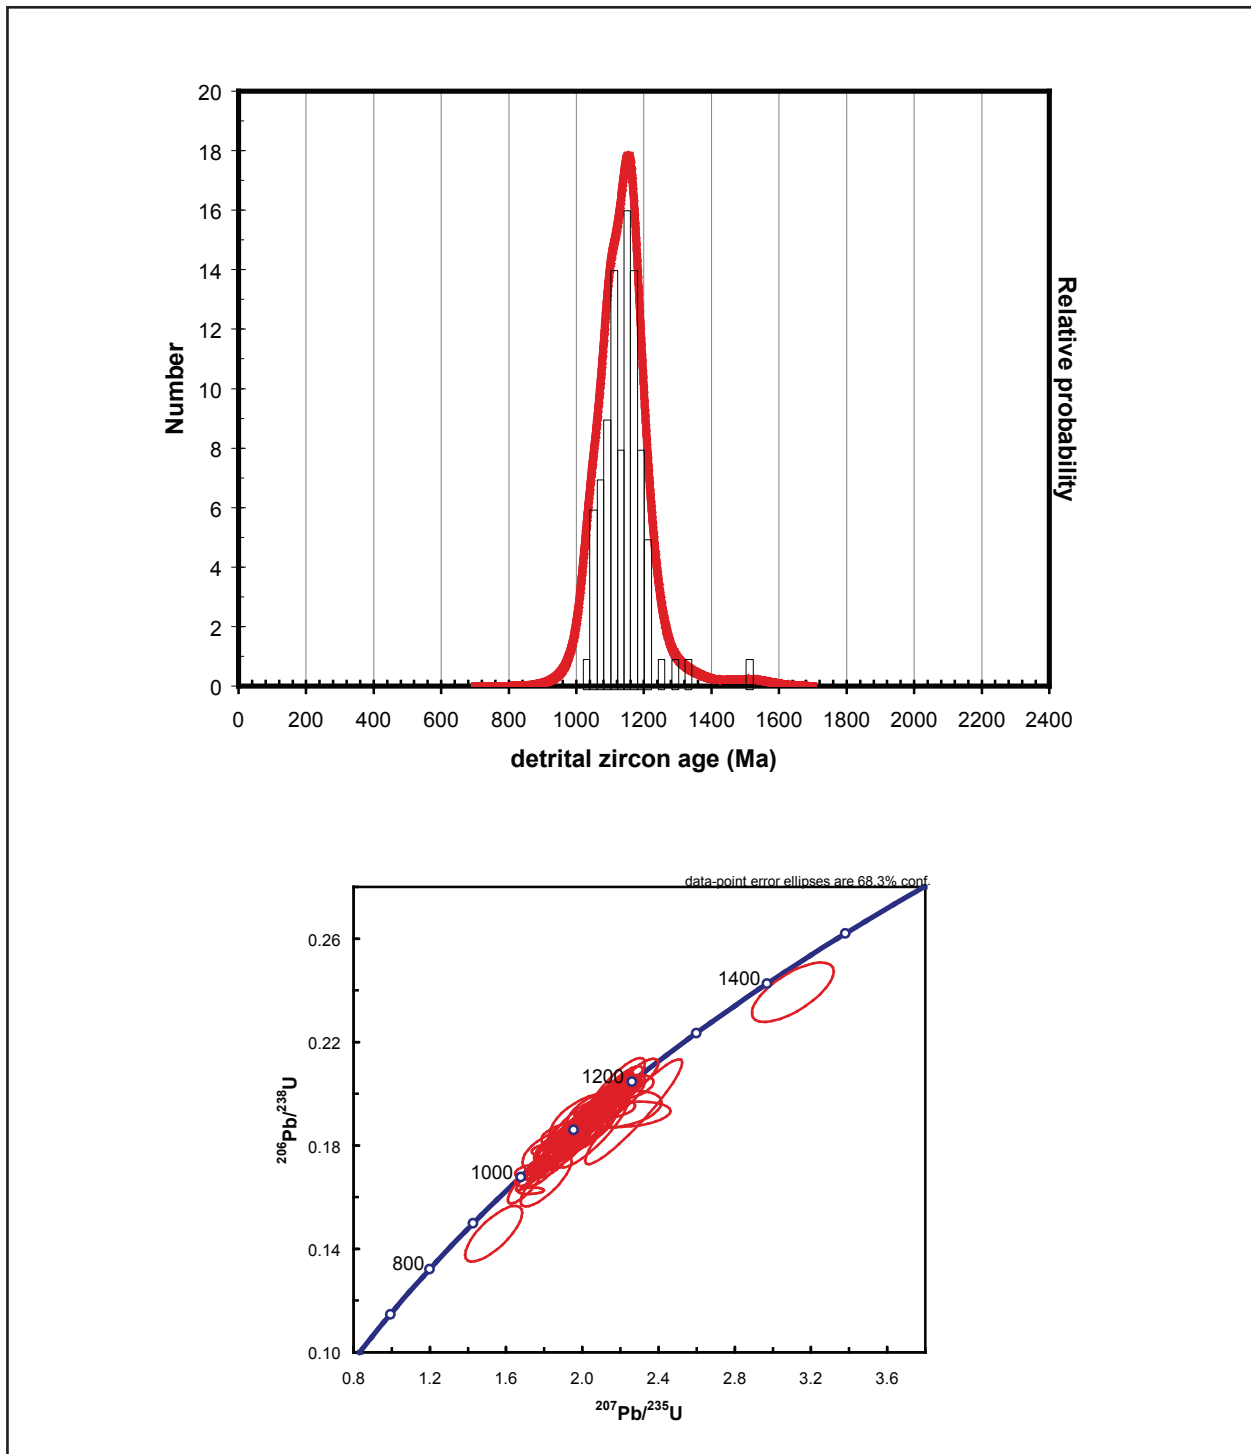 20
18
16
14
12
10
8
6
4
2
0
Number
Relative probability
0 200 400 600 800 1000 1200 1400 1600 1800 2000 2200 2400
detrital zircon age (Ma)
data-point error ellipses are 68.3% conf.
0.26
0.22
0.18
0.14
0.10
1400
1200
1000
800
²⁰⁶Pb/²³⁸U
0.8 1.2 1.6 2.0 2.4 2.8 3.2 3.6
²⁰⁷Pb/²³⁵U